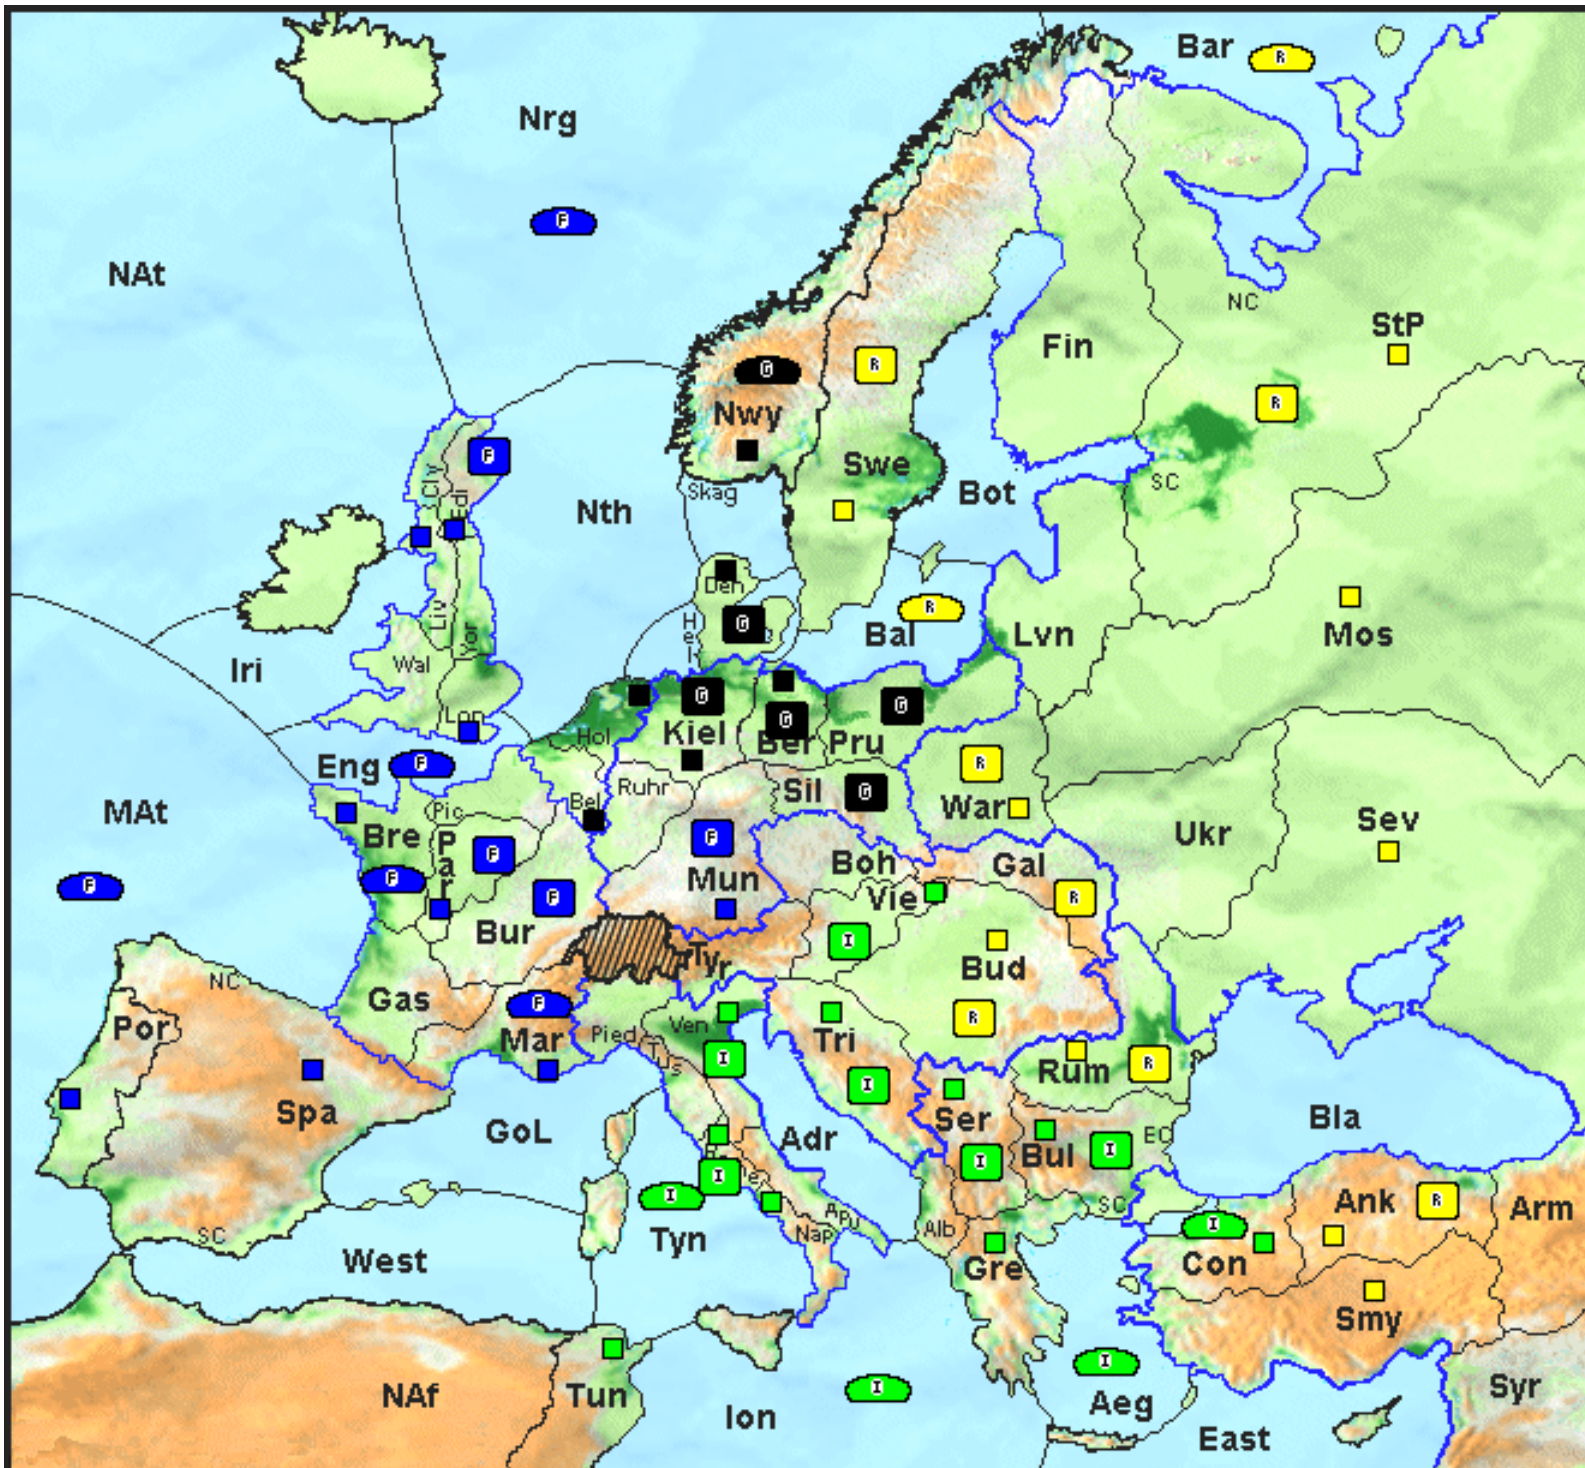 Bar
R
Nrg
F
NAt
NC
StP
Fin
G
R
R
Nwy
F
Swe
Cly
Edi
SC
Skag
Bot
Nth
Den
R
G
Hel
Bal
Lvn
Mos
Liv
Yor
Wal
Iri
G
G
G
Lon
Hol
Kiel
Ber
Pru
Eng
F
R
Ruhr
Sil
G
War
MAt
Pic
Bel
Bre
Par
F
F
Boh
Gal
Ukr
Sev
F
F
F
Mun
Vie
R
Bur
I
Tyr
Bud
NC
Gas
F
R
Por
Mar
Pied
Ven
Tri
Tus
I
I
Rum
R
Spa
GoL
Ser
Bla
Adr
I
Bul
I
EC
I
I
Tyn
Apu
Nap
Alb
SC
I
Ank
R
Arm
SC
West
Gre
Con
Smy
I
NAf
Tun
I
Ion
Aeg
Syr
East